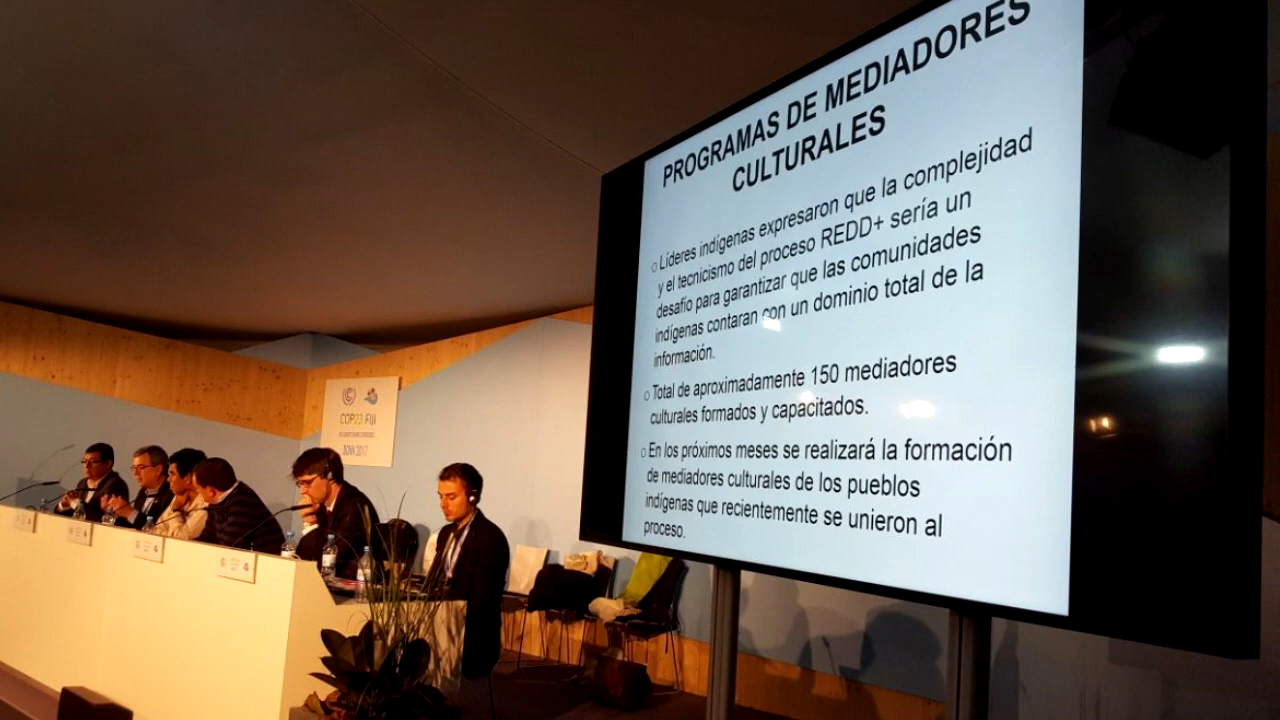 PROGRAMAS DE MEDIADORES
CULTURALES
Líderes indígenas expresaron que la complejidad
y el tecnicismo del proceso REDD+ sería un
desafío para garantizar que las comunidades
indígenas contaran con un dominio total de la
información.
Total de aproximadamente 150 mediadores
culturales formados y capacitados.
En los próximos meses se realizará la formación
de mediadores culturales de los pueblos
indígenas que recientemente se unieron al
proceso.
COP23 FIJI
BONN 2017